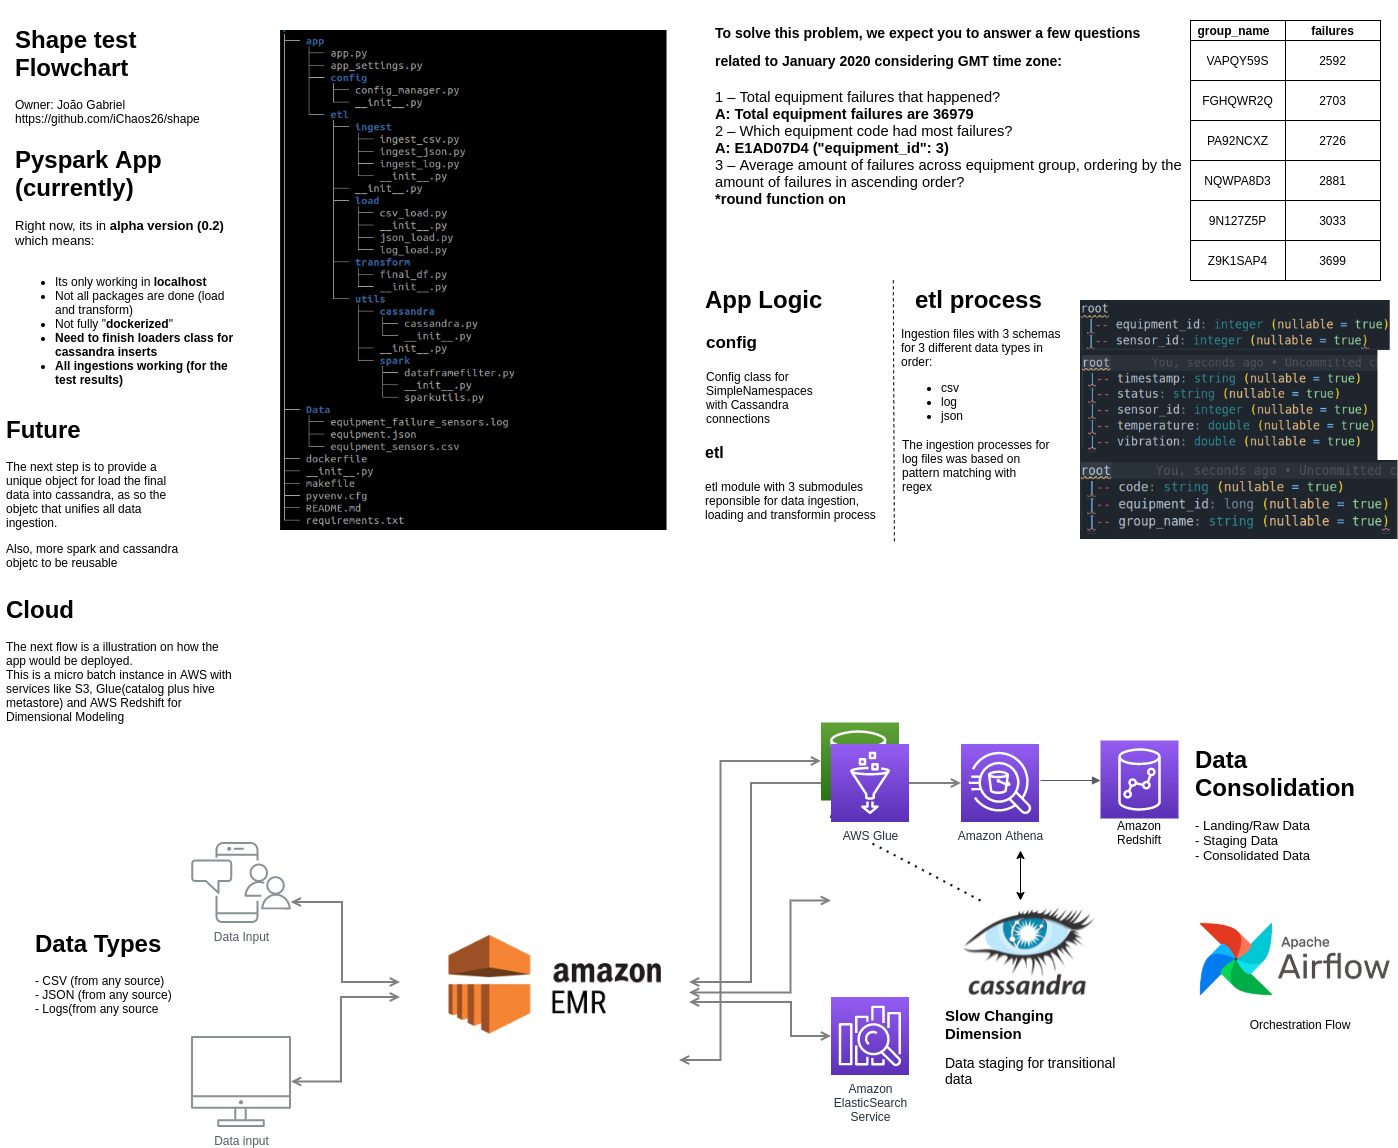 Shape test
Flowchart
Owner: João Gabriel
https://github.com/iChaos26/shape
Pyspark App
(currently)
Right now, its in alpha version (0.2)
which means:
Its only working in localhost
Not all packages are done (load
and transform)
Not fully "dockerized"
Need to finish loaders class for
cassandra inserts
All ingestions working (for the
test results)
Future
The next step is to provide a
unique object for load the final
data into cassandra, as so the
objetc that unifies all data
ingestion.
Also, more spark and cassandra
objetc to be reusable
Cloud
The next flow is a illustration on how the
app would be deployed.
This is a micro batch instance in AWS with
services like S3, Glue(catalog plus hive
metastore) and AWS Redshift for
Dimensional Modeling
app
app.py
app_settings.py
config
config_manager.py
__init__.py
etl
ingest
ingest_csv.py
ingest_json.py
ingest_log.py
__init__.py
__init__.py
load
csv_load.py
__init__.py
json_load.py
log_load.py
transform
final_df.py
__init__.py
utils
cassandra
cassandra.py
__init__.py
__init__.py
spark
dataframefilter.py
__init__.py
sparkutils.py
Data
equipment_failure_sensors.log
equipment.json
equipment_sensors.csv
dockerfile
__init__.py
makefile
pyvenv.cfg
README.md
requirements.txt
To solve this problem, we expect you to answer a few questions
related to January 2020 considering GMT time zone:
1 – Total equipment failures that happened?
A: Total equipment failures are 36979
2 – Which equipment code had most failures?
A: E1AD07D4 ("equipment_id": 3)
3 – Average amount of failures across equipment group, ordering by the
amount of failures in ascending order?
*round function on
group_name failures
VAPQY59S 2592
FGHQWR2Q 2703
PA92NCXZ 2726
NQWPA8D3 2881
9N127Z5P 3033
Z9K1SAP4 3699
App Logic
config
Config class for
SimpleNamespaces
with Cassandra
connections
etl
etl module with 3 submodules
reponsible for data ingestion,
loading and transformin process
etl process
Ingestion files with 3 schemas
for 3 different data types in
order:
csv
log
json
The ingestion processes for
log files was based on
pattern matching with
regex
root
|-- equipment_id: integer (nullable = true)
|-- sensor_id: integer (nullable = true)
root You, seconds ago • Uncommitted c
|-- timestamp: string (nullable = true)
|-- status: string (nullable = true)
|-- sensor_id: integer (nullable = true)
|-- temperature: double (nullable = true)
|-- vibration: double (nullable = true)
root You, seconds ago • Uncommitted c
|-- code: string (nullable = true)
|-- equipment_id: long (nullable = true)
|-- group_name: string (nullable = true)
Data Types
- CSV (from any source)
- JSON (from any source)
- Logs(from any source
Data Input
Data input
amazon
EMR
AWS Glue
Amazon Athena
Amazon
Redshift
Data
Consolidation
- Landing/Raw Data
- Staging Data
- Consolidated Data
cassandra
Slow Changing
Dimension
Data staging for transitional
data
Amazon
ElasticSearch
Service
Apache
Airflow
Orchestration Flow